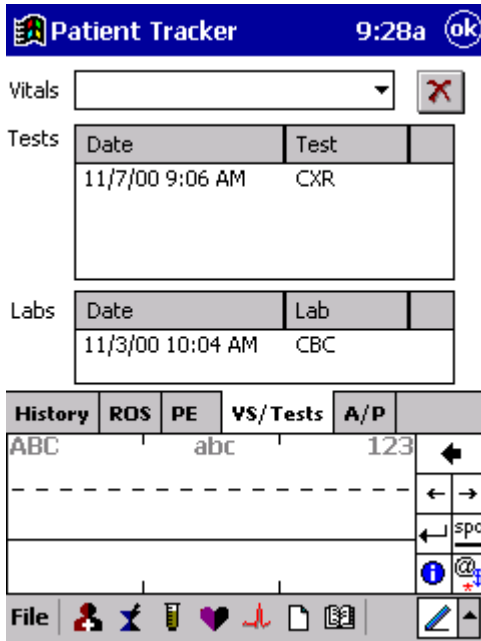 Patient Tracker 9:28a ok
Vitals
Tests Date Test
11/7/00 9:06 AM CXR
Labs Date Lab
11/3/00 10:04 AM CBC
History ROS PE VS/Tests A/P
ABC abc 123
spc
@
*
File